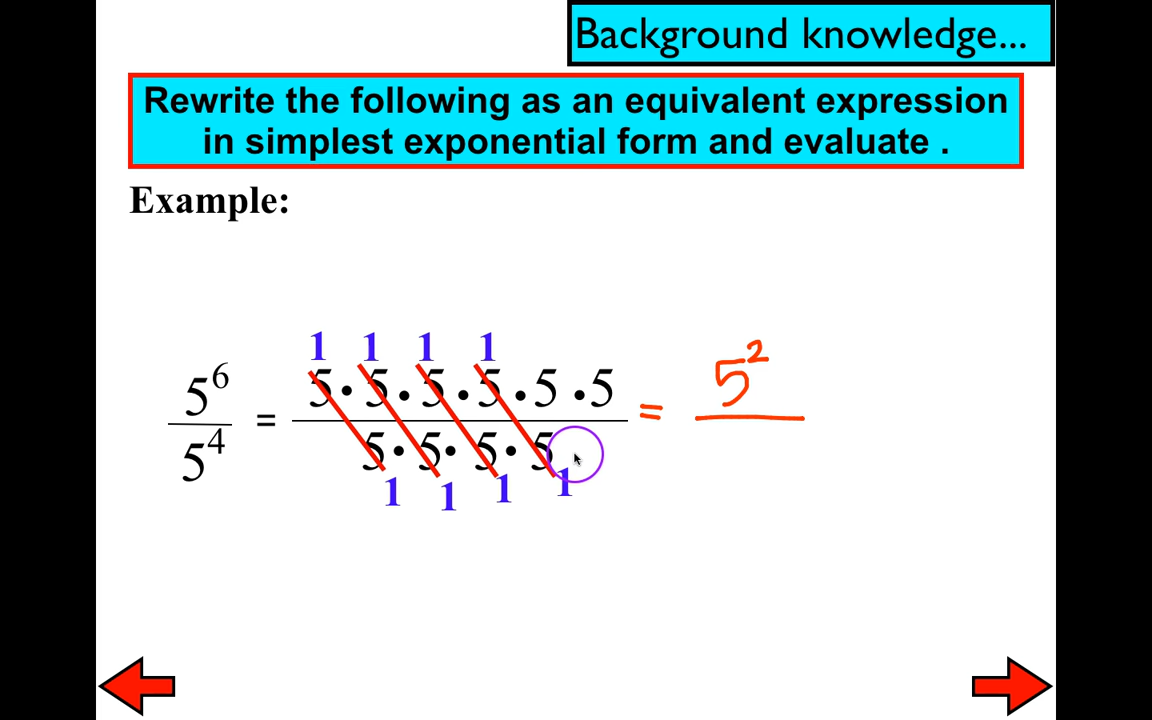 Background knowledge...
Rewrite the following as an equivalent expression
in simplest exponential form and evaluate .
Example:
1 1 1 1
5⁶ / 5⁴ = 5·5·5·5·5·5 / 5·5·5·5 = 5² /
1 1 1 1